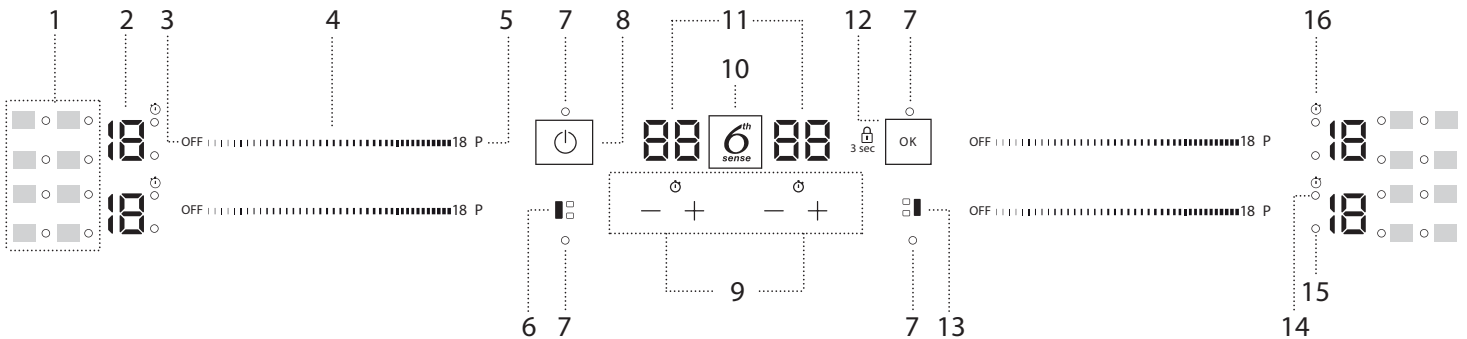 1 2 3 4 5 7 8 11 12 7 16
10
18 OFF 18 P 88 6th sense 88 3 sec OK OFF 18 P 18
18 OFF 18 P − + − + OFF 18 P 18
9
6 7 7 13 14 15